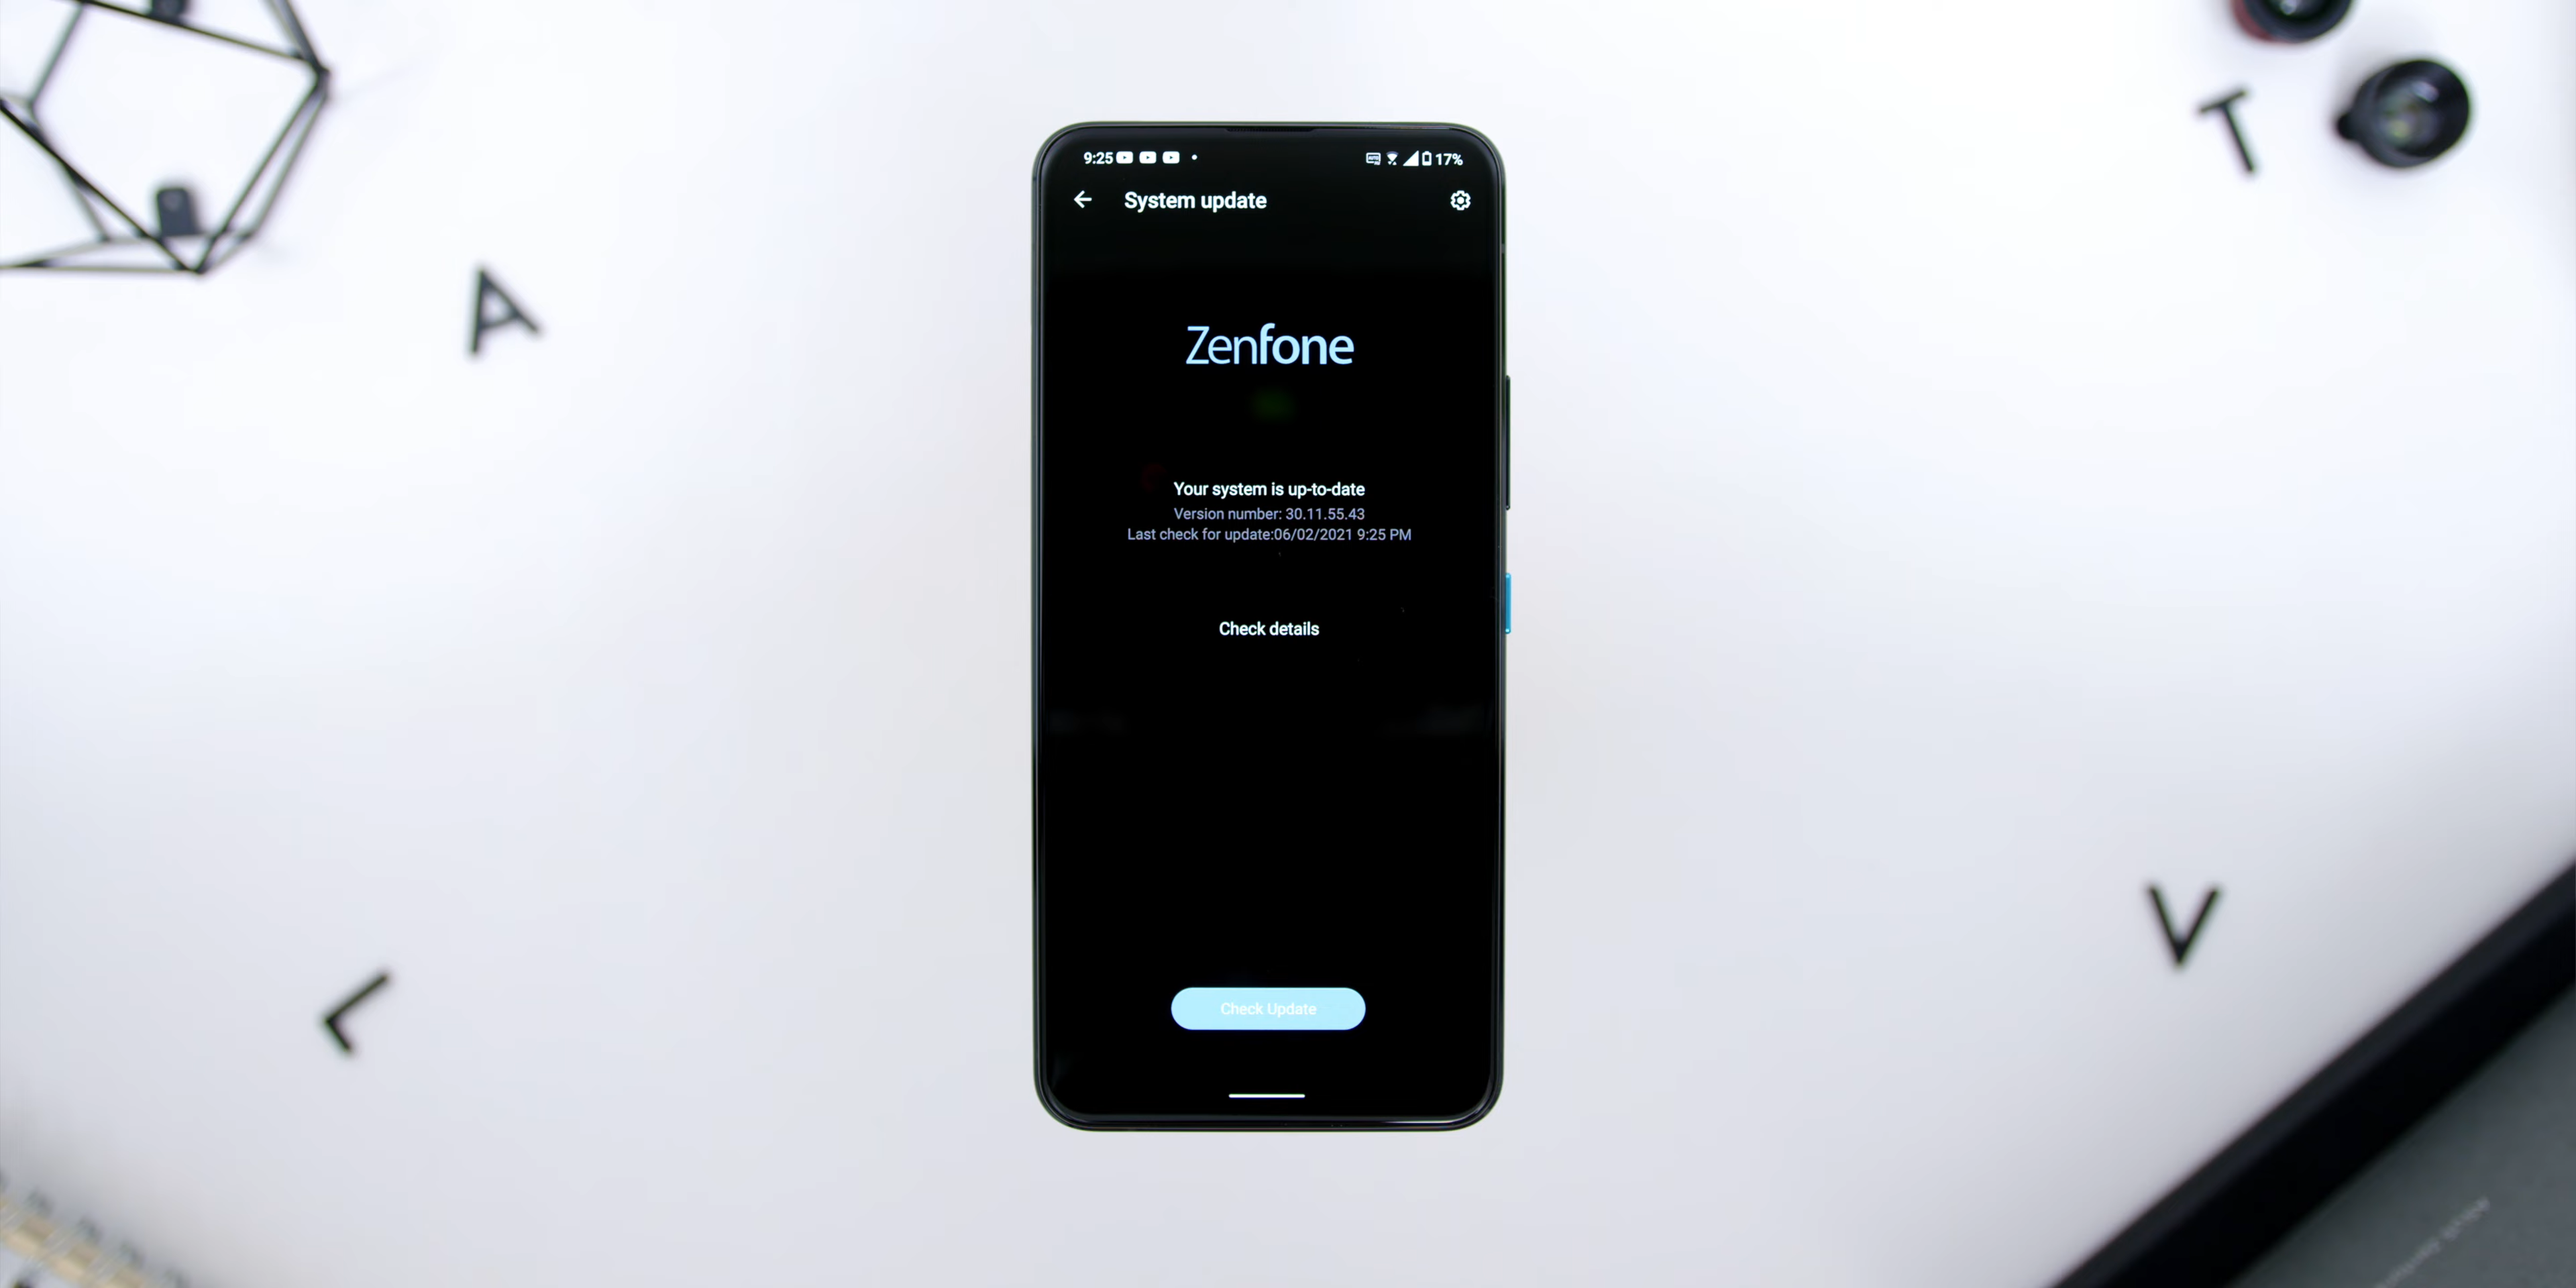 9:25
17%
System update
Zenfone
Your system is up-to-date
Version number: 30.11.55.43
Last check for update:06/02/2021 9:25 PM
Check details
Check Update
A
T
L
V